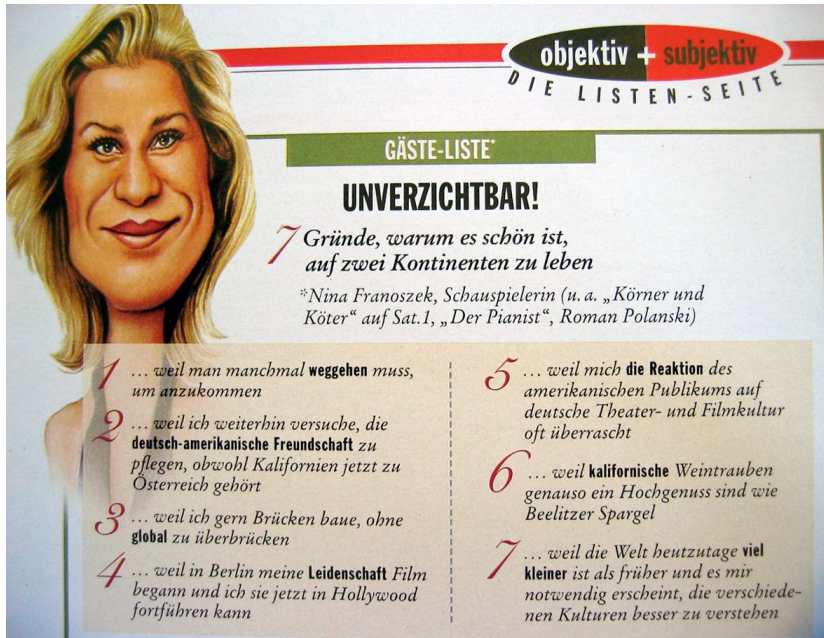 objektiv + subjektiv
DIE LISTEN-SEITE
GÄSTE-LISTE*
UNVERZICHTBAR!
7 Gründe, warum es schön ist,
auf zwei Kontinenten zu leben
*Nina Franoszek, Schauspielerin (u. a. „Körner und
Köter“ auf Sat.1, „Der Pianist“, Roman Polanski)
1 ... weil man manchmal weggehen muss,
um anzukommen
2 ... weil ich weiterhin versuche, die
deutsch-amerikanische Freundschaft zu
pflegen, obwohl Kalifornien jetzt zu
Österreich gehört
3 ... weil ich gern Brücken baue, ohne
global zu überbrücken
4 ... weil in Berlin meine Leidenschaft Film
begann und ich sie jetzt in Hollywood
fortführen kann
5 ... weil mich die Reaktion des
amerikanischen Publikums auf
deutsche Theater- und Filmkultur
oft überrascht
6 ... weil kalifornische Weintrauben
genauso ein Hochgenuss sind wie
Beelitzer Spargel
7 ... weil die Welt heutzutage viel
kleiner ist als früher und es mir
notwendig erscheint, die verschiede-
nen Kulturen besser zu verstehen